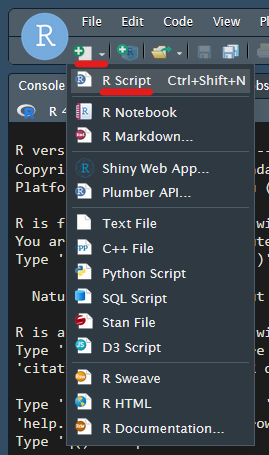 R
File
Edit
Console
R 4
R Script Ctrl+Shift+N
R Notebook
R Markdown...
Shiny Web App...
Plumber API...
Text File
C++ File
Python Script
SQL Script
Stan File
D3 Script
R Sweave
R HTML
R Documentation...
R vers
Copyri
Platfo
R is f
You ar
Type '
Natu
R is a
Type '
'citat
Type '
'help.
Type '